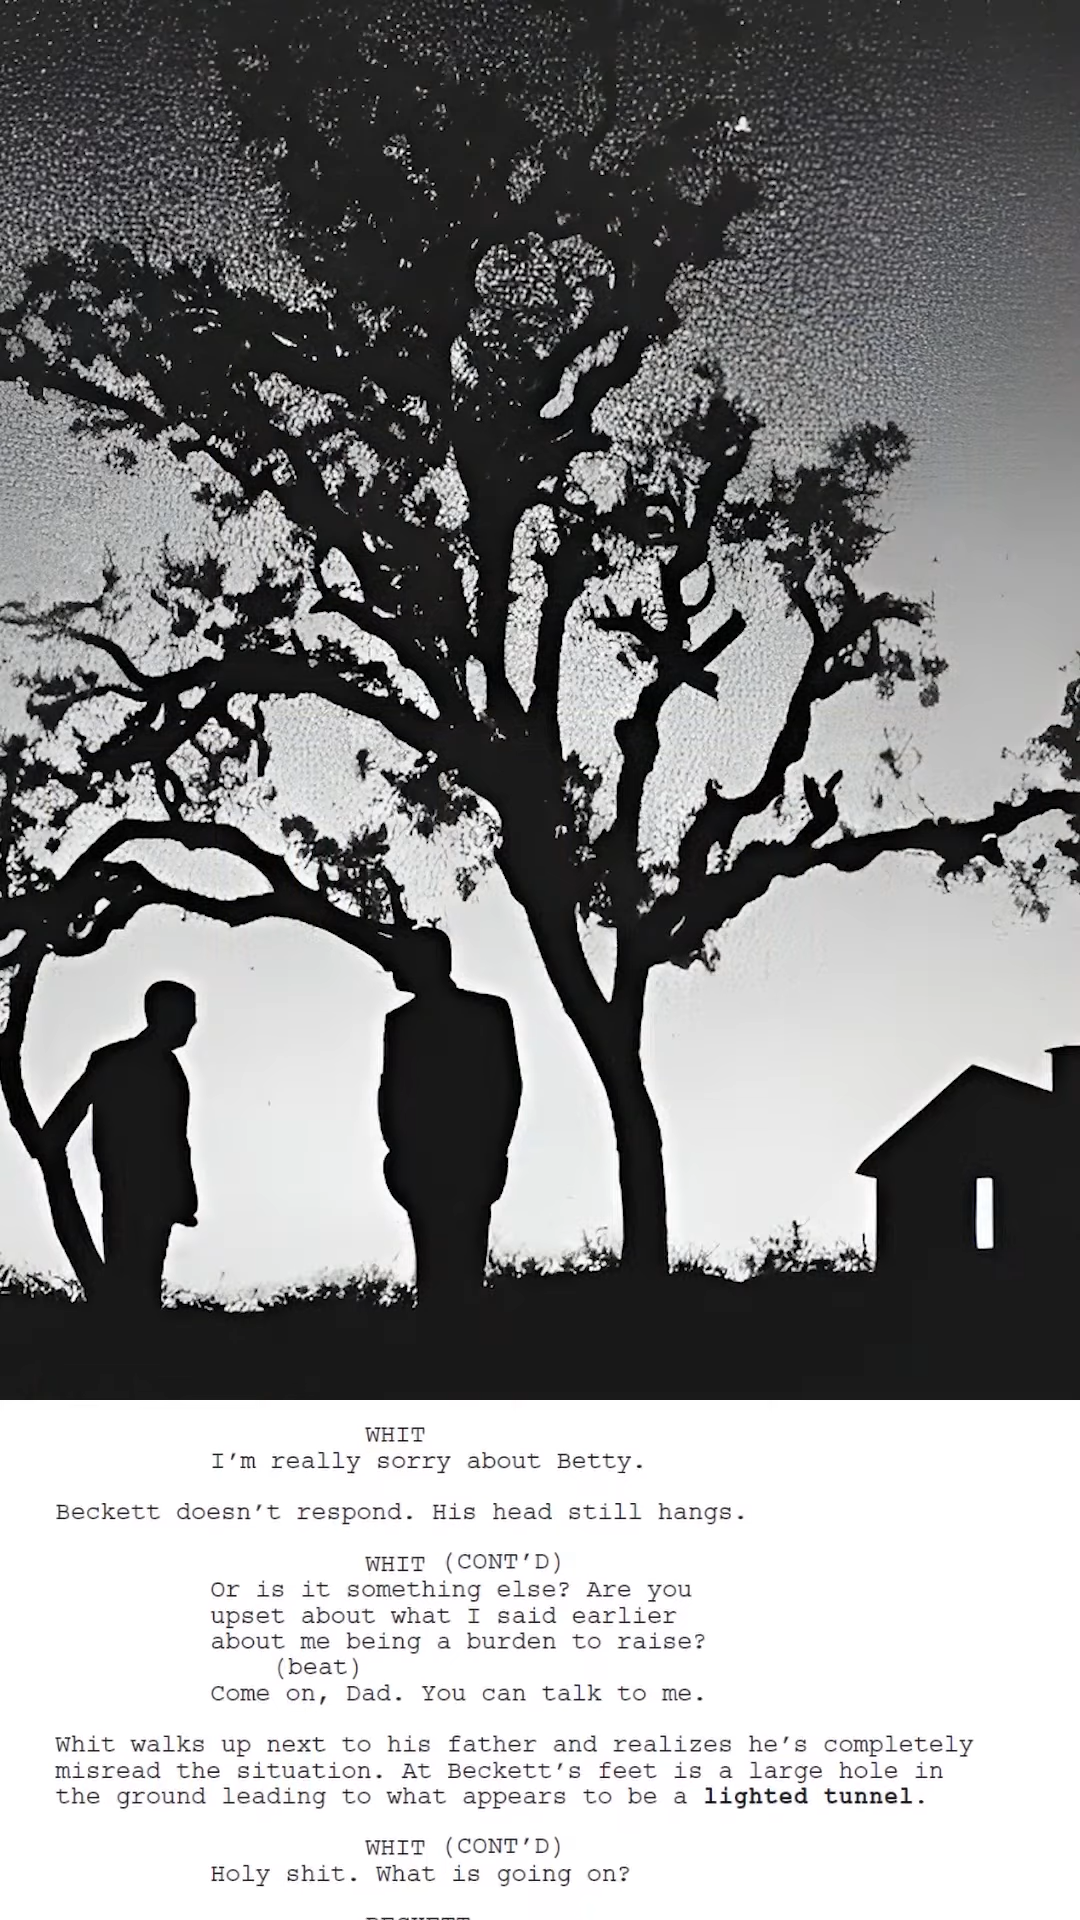 WHIT
I'm really sorry about Betty.
Beckett doesn't respond. His head still hangs.
WHIT (CONT'D)
Or is it something else? Are you
upset about what I said earlier
about me being a burden to raise?
(beat)
Come on, Dad. You can talk to me.
Whit walks up next to his father and realizes he's completely
misread the situation. At Beckett's feet is a large hole in
the ground leading to what appears to be a lighted tunnel.
WHIT (CONT'D)
Holy shit. What is going on?
BECKETT